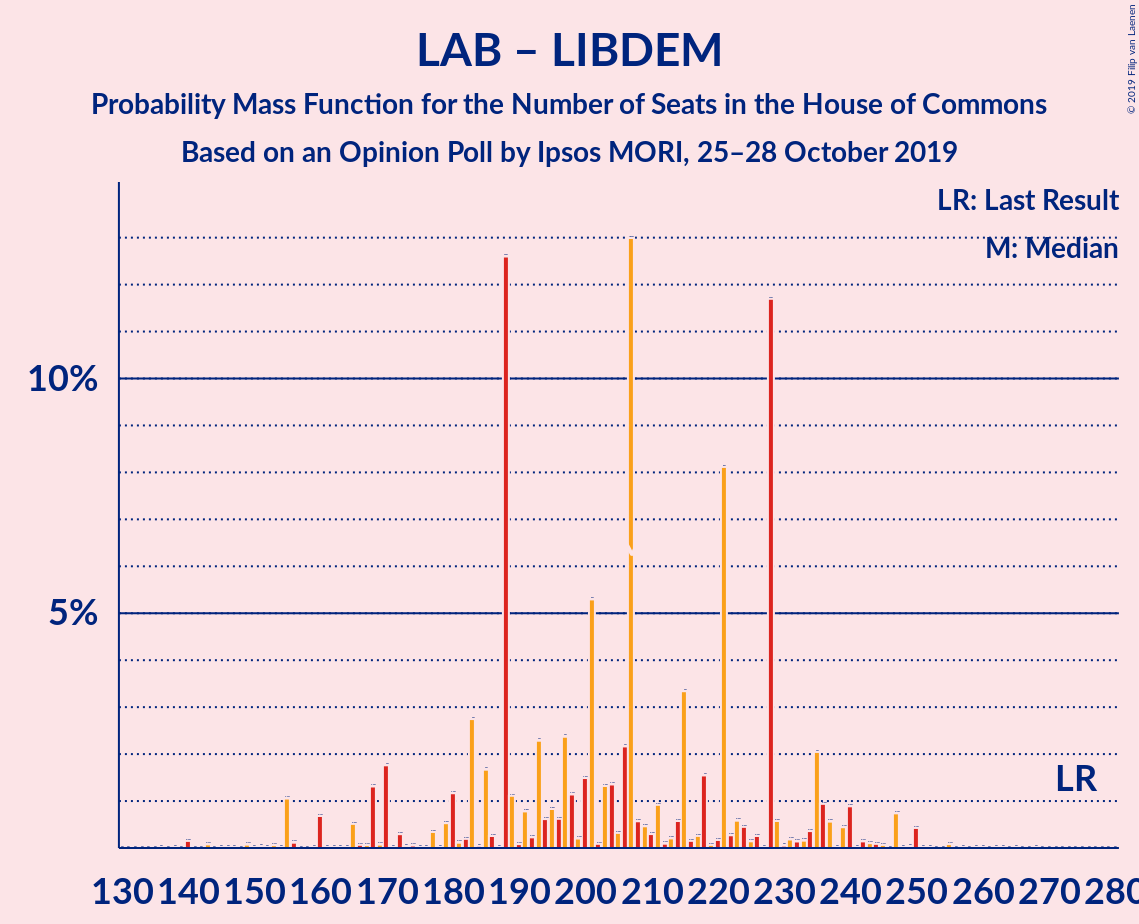 LAB – LIBDEM
Probability Mass Function for the Number of Seats in the House of Commons
Based on an Opinion Poll by Ipsos MORI, 25–28 October 2019
© 2019 Filip van Laenen
LR: Last Result
M: Median
10%
5%
LR
130 140 150 160 170 180 190 200 210 220 230 240 250 260 270 280